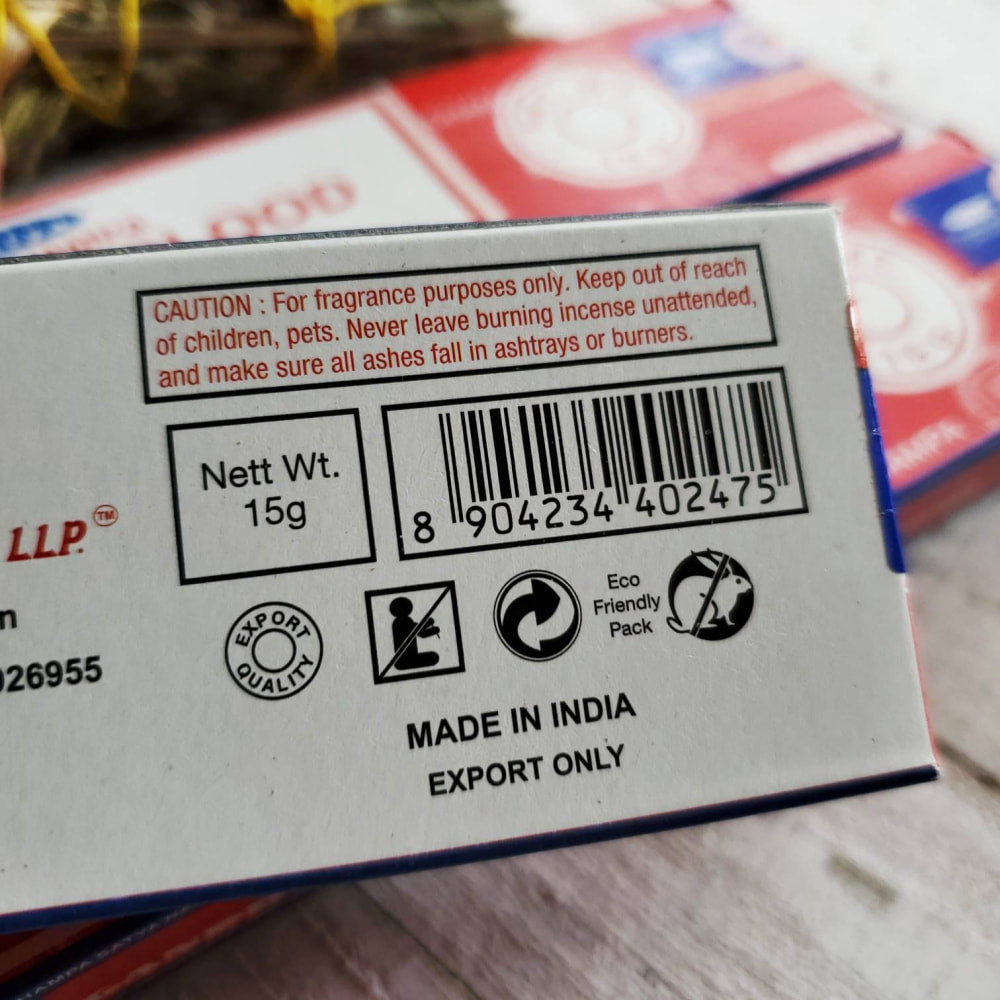 CAUTION : For fragrance purposes only. Keep out of reach
of children, pets. Never leave burning incense unattended,
and make sure all ashes fall in ashtrays or burners.
Nett Wt.
15g
8 904234 402475
LLP.™
n
26955
EXPORT
QUALITY
Eco
Friendly
Pack
MADE IN INDIA
EXPORT ONLY